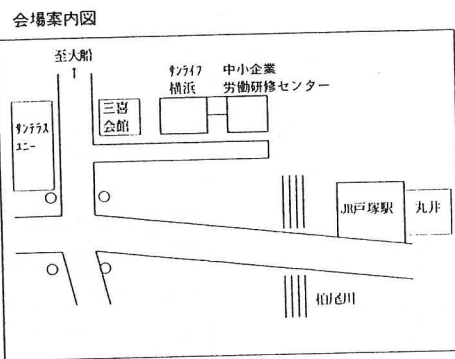 会場案内図
至大船
↑
サンライフ
横浜
中小企業
労働研修センター
三喜
会館
サンテラス
ユニー
JR戸塚駅
丸井
柏尾川